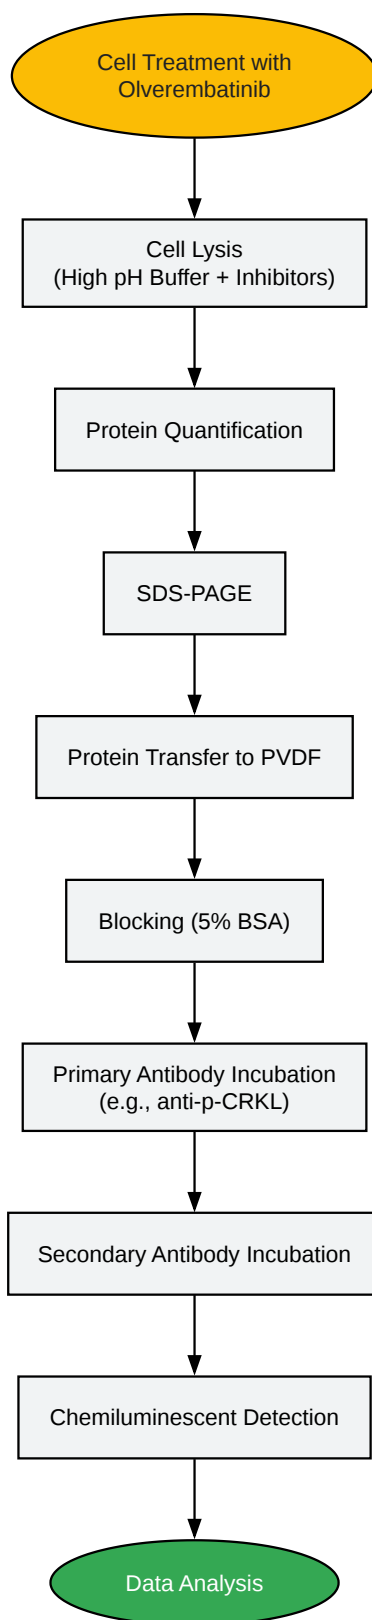 Cell Treatment with
Olverembatinib
Cell Lysis
(High pH Buffer + Inhibitors)
Protein Quantification
SDS-PAGE
Protein Transfer to PVDF
Blocking (5% BSA)
Primary Antibody Incubation
(e.g., anti-p-CRKL)
Secondary Antibody Incubation
Chemiluminescent Detection
Data Analysis